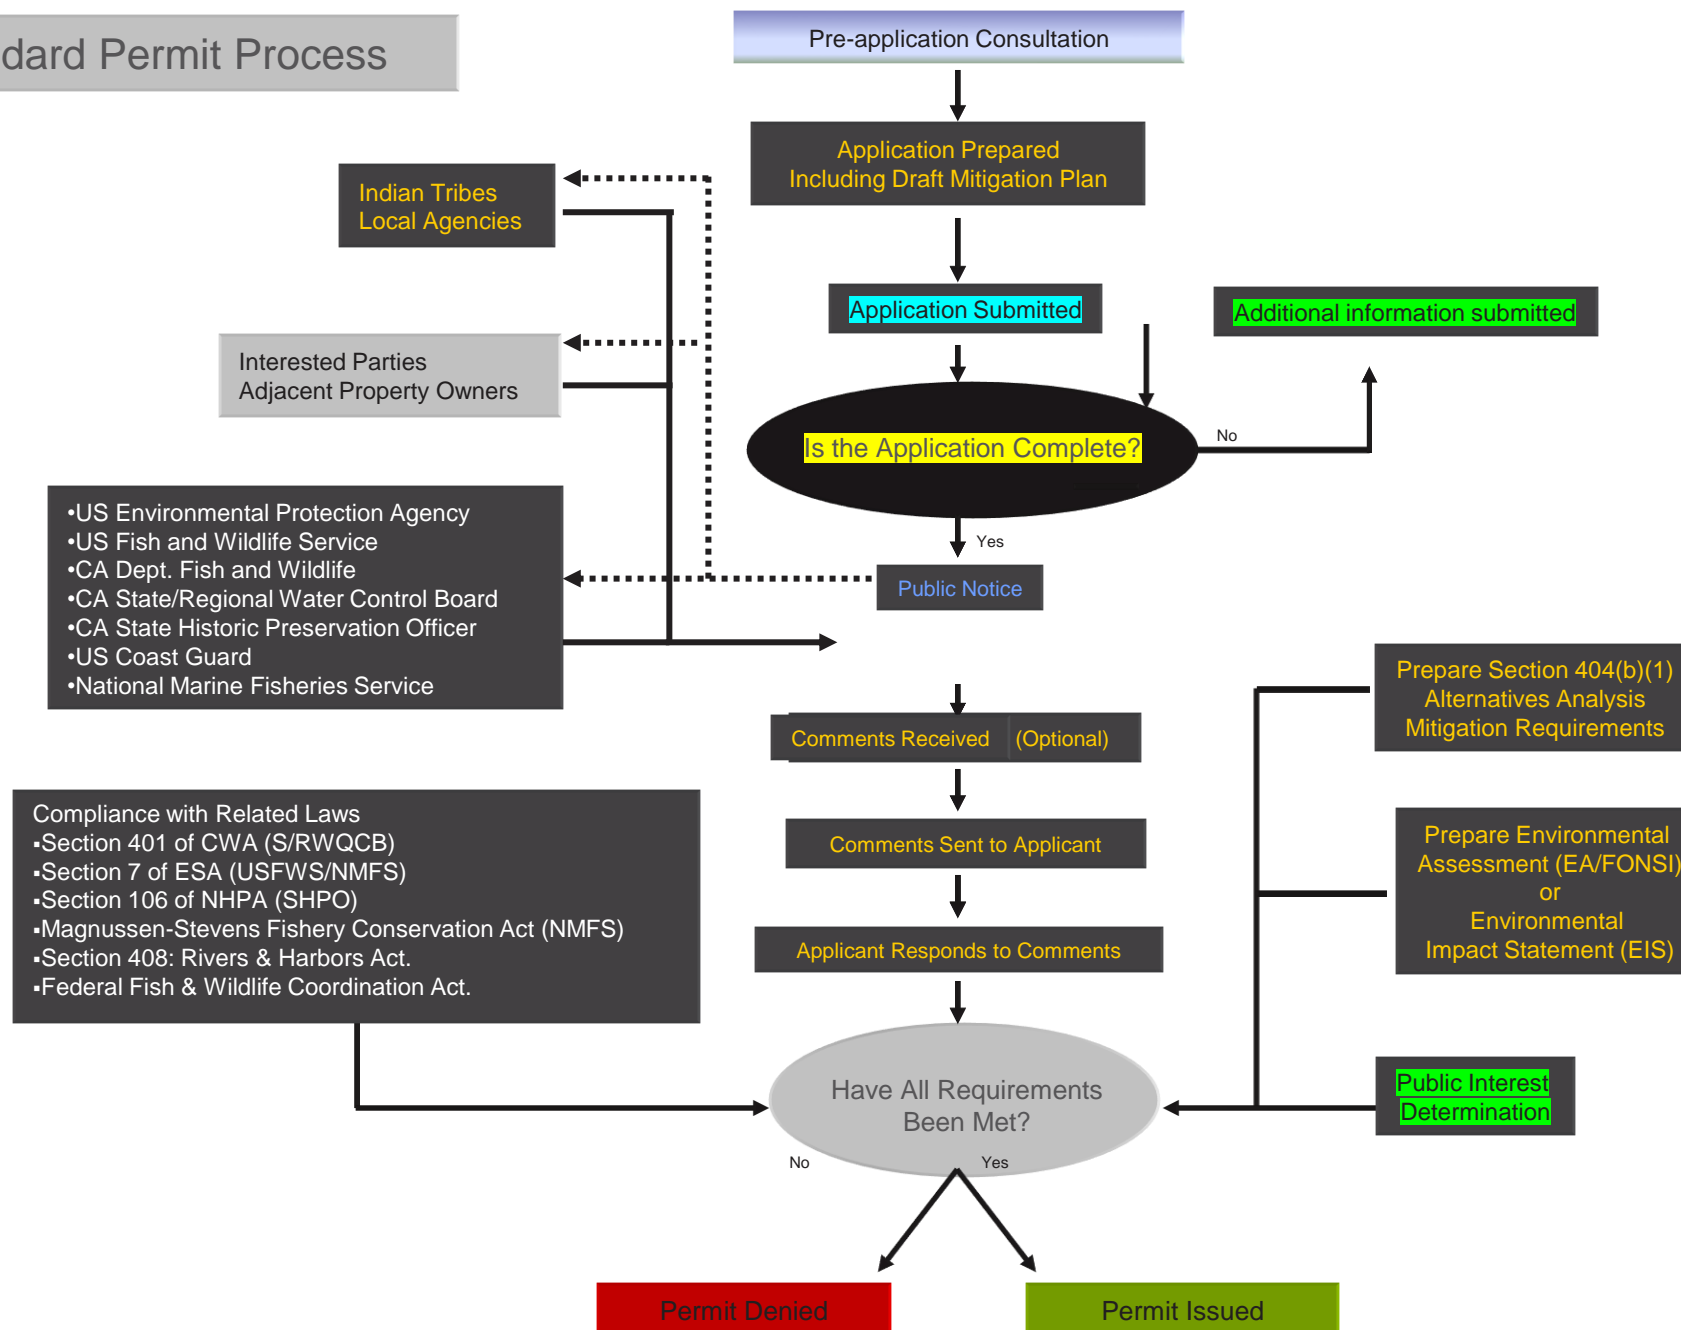 dard Permit Process
Pre-application Consultation
Application Prepared
Including Draft Mitigation Plan
Indian Tribes
Local Agencies
Application Submitted
Additional information submitted
Interested Parties
Adjacent Property Owners
Is the Application Complete?
No
Yes
•US Environmental Protection Agency
•US Fish and Wildlife Service
•CA Dept. Fish and Wildlife
•CA State/Regional Water Control Board
•CA State Historic Preservation Officer
•US Coast Guard
•National Marine Fisheries Service
Public Notice
Prepare Section 404(b)(1)
Alternatives Analysis
Mitigation Requirements
Comments Received (Optional)
Compliance with Related Laws
▪Section 401 of CWA (S/RWQCB)
▪Section 7 of ESA (USFWS/NMFS)
▪Section 106 of NHPA (SHPO)
▪Magnussen-Stevens Fishery Conservation Act (NMFS)
▪Section 408: Rivers & Harbors Act.
▪Federal Fish & Wildlife Coordination Act.
Comments Sent to Applicant
Prepare Environmental
Assessment (EA/FONSI)
or
Environmental
Impact Statement (EIS)
Applicant Responds to Comments
Have All Requirements
Been Met?
Public Interest
Determination
No
Yes
Permit Denied
Permit Issued